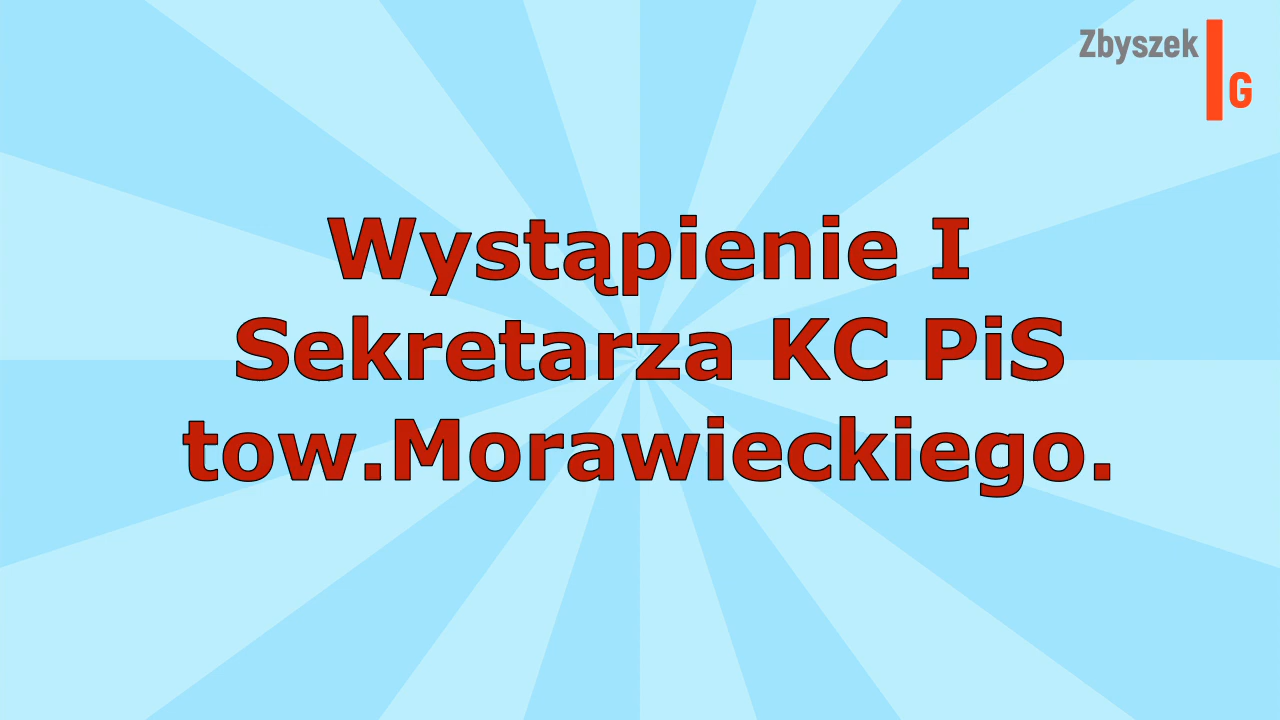 Zbyszek
G
Wystąpienie I
Sekretarza KC PiS
tow.Morawieckiego.